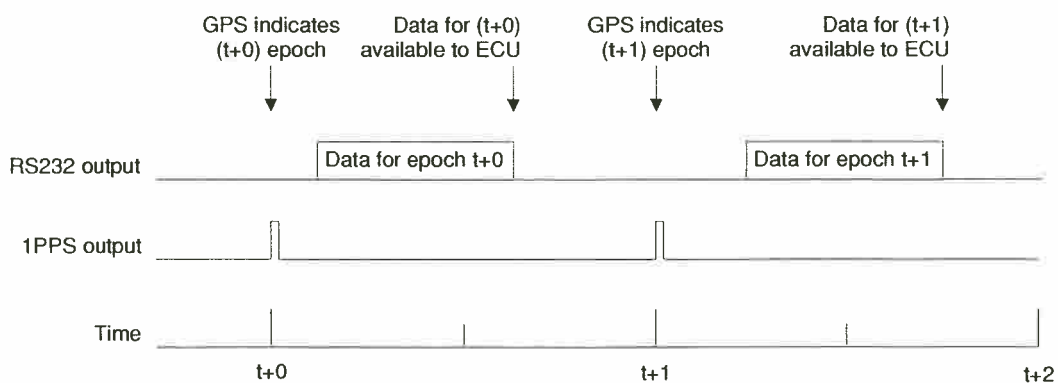 GPS indicates
(t+0) epoch
Data for (t+0)
available to ECU
GPS indicates
(t+1) epoch
Data for (t+1)
available to ECU
RS232 output
Data for epoch t+0
Data for epoch t+1
1PPS output
Time
t+0
t+1
t+2